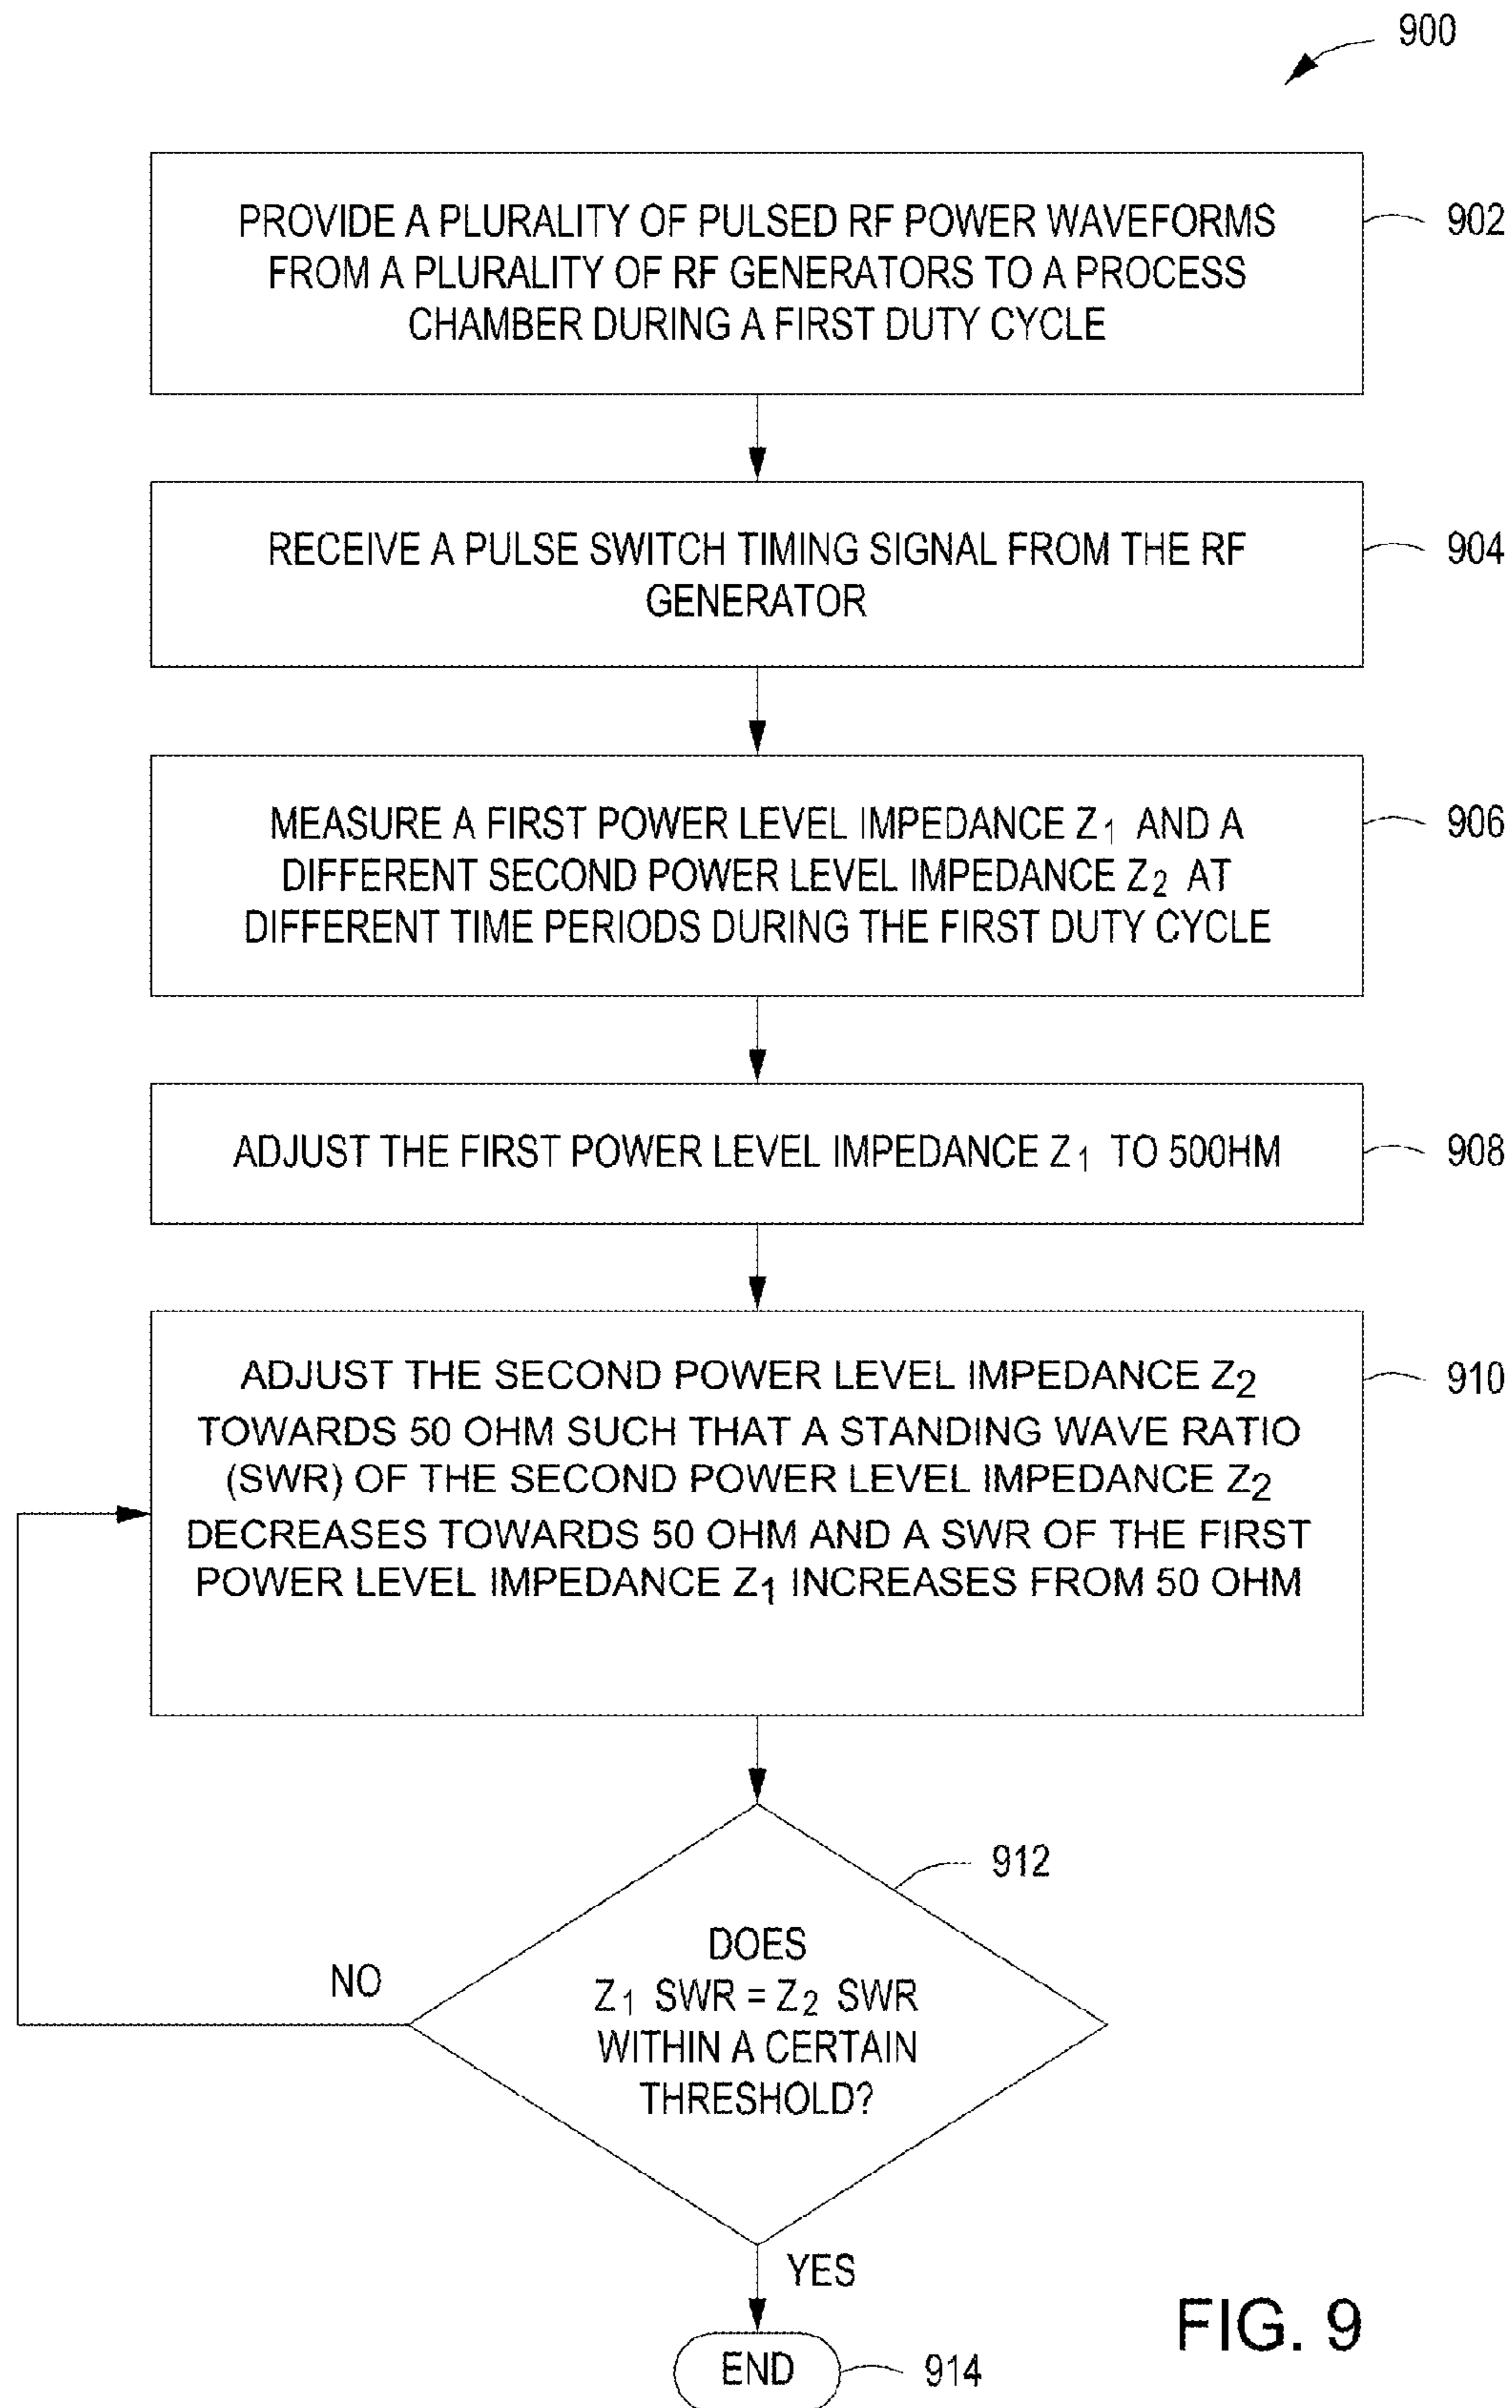 900
PROVIDE A PLURALITY OF PULSED RF POWER WAVEFORMS
FROM A PLURALITY OF RF GENERATORS TO A PROCESS
CHAMBER DURING A FIRST DUTY CYCLE
902
RECEIVE A PULSE SWITCH TIMING SIGNAL FROM THE RF
GENERATOR
904
MEASURE A FIRST POWER LEVEL IMPEDANCE Z1 AND A
DIFFERENT SECOND POWER LEVEL IMPEDANCE Z2 AT
DIFFERENT TIME PERIODS DURING THE FIRST DUTY CYCLE
906
ADJUST THE FIRST POWER LEVEL IMPEDANCE Z1 TO 50OHM
908
ADJUST THE SECOND POWER LEVEL IMPEDANCE Z2
TOWARDS 50 OHM SUCH THAT A STANDING WAVE RATIO
(SWR) OF THE SECOND POWER LEVEL IMPEDANCE Z2
DECREASES TOWARDS 50 OHM AND A SWR OF THE FIRST
POWER LEVEL IMPEDANCE Z1 INCREASES FROM 50 OHM
910
912
DOES
Z1 SWR = Z2 SWR
WITHIN A CERTAIN
THRESHOLD?
NO
YES
END
914
FIG. 9